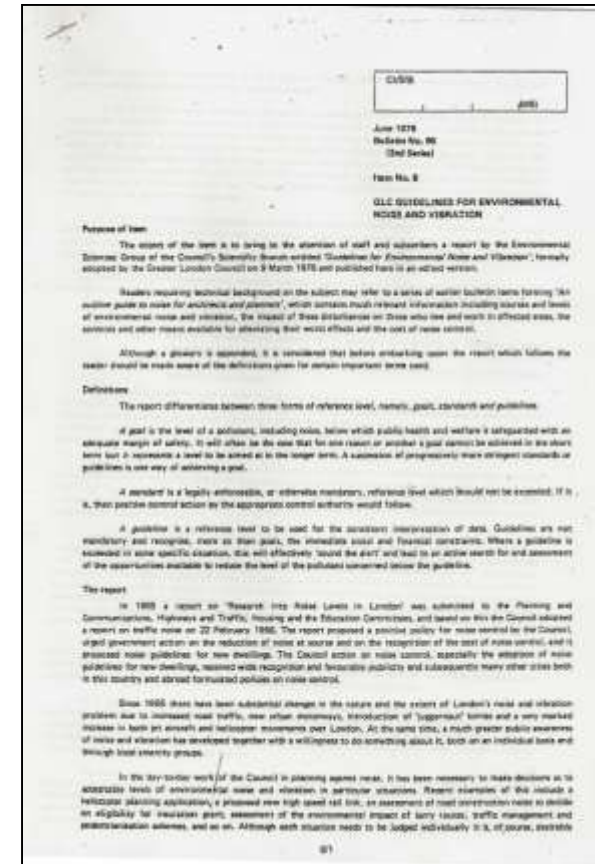 CI/SfB
June 1976
Bulletin No. 96
(2nd Series)
Item No. 8
GLC GUIDELINES FOR ENVIRONMENTAL
NOISE AND VIBRATION
Purpose of item
The intent of the item is to bring to the attention of staff and subscribers a report by the Environmental
Sciences Group of the Council's Scientific Branch entitled 'Guidelines for Environmental Noise and Vibration', formally
adopted by the Greater London Council on 9 March 1976 and published here in an edited version.
Readers requiring technical background on the subject may refer to a series of earlier bulletin items forming 'An
outline guide to noise for architects and planners', which contains much relevant information including sources and levels
of environmental noise and vibration, the impact of these disturbances on those who live and work in affected areas, the
controls and other means available for alleviating their worst effects and the cost of noise control.
Although a glossary is appended, it is considered that before embarking upon the report which follows the
reader should be made aware of the definitions given for certain important terms used.
Definitions
The report differentiates between three forms of reference level, namely, goals, standards and guidelines.
A goal is the level of a pollutant, including noise, below which public health and welfare is safeguarded with an
adequate margin of safety. It will often be the case that for one reason or another a goal cannot be achieved in the short
term but it represents a level to be aimed at in the longer term. A succession of progressively more stringent standards or
guidelines is one way of achieving a goal.
A standard is a legally enforceable, or otherwise mandatory, reference level which should not be exceeded. If it
is, then positive control action by the appropriate control authority would follow.
A guideline is a reference level to be used for the consistent interpretation of data. Guidelines are not
mandatory and recognise, more so than goals, the immediate social and financial constraints. Where a guideline is
exceeded in some specific situation, this will effectively 'sound the alert' and lead to an active search for and assessment
of the opportunities available to reduce the level of the pollutant concerned below the guideline.
The report
In a report on 'Research into Noise Levels in London' was submitted to the Planning and
Communications, Highways and Traffic, Housing and the Education Committees, and based on this the Council adopted
a report on traffic noise on 22 February. The report proposed a positive policy for noise control by the Council,
urged government action on the reduction of noise at source and on the recognition of the cost of noise control, and it
proposed noise guidelines for new dwellings. The Council action on noise control, especially the adoption of noise
guidelines for new dwellings, received wide recognition and favourable publicity and subsequently many other cities both
in this country and abroad formulated policies on noise control.
Since there have been substantial changes in the nature and the extent of London's noise and vibration
problem due to increased road traffic, new urban motorways, introduction of 'juggernaut' lorries and a very marked
increase in both jet aircraft and helicopter movements over London. At the same time, a much greater public awareness
of noise and vibration has developed together with a willingness to do something about it, both on an individual basis and
through local amenity groups.
In the day-to-day work of the Council in planning against noise, it has been necessary to make decisions as to
acceptable levels of environmental noise and vibration in particular situations. Recent examples of this include a
helicopter planning application, a proposed new high speed rail link, an assessment of road construction noise to decide
on eligibility for insulation grant, assessment of the environmental impact of lorry routes, traffic management and
pedestrianisation schemes, and so on. Although each situation needs to be judged individually it is, of course, desirable
8/1